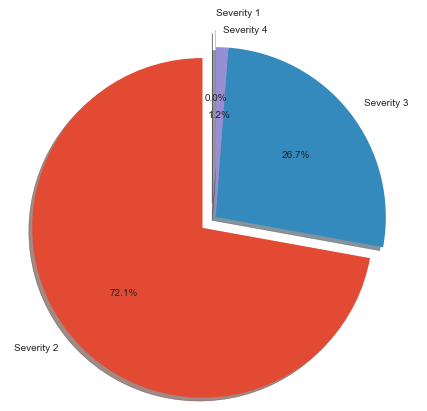 Severity 1
Severity 4
0.0%
1.2%
Severity 3
26.7%
72.1%
Severity 2